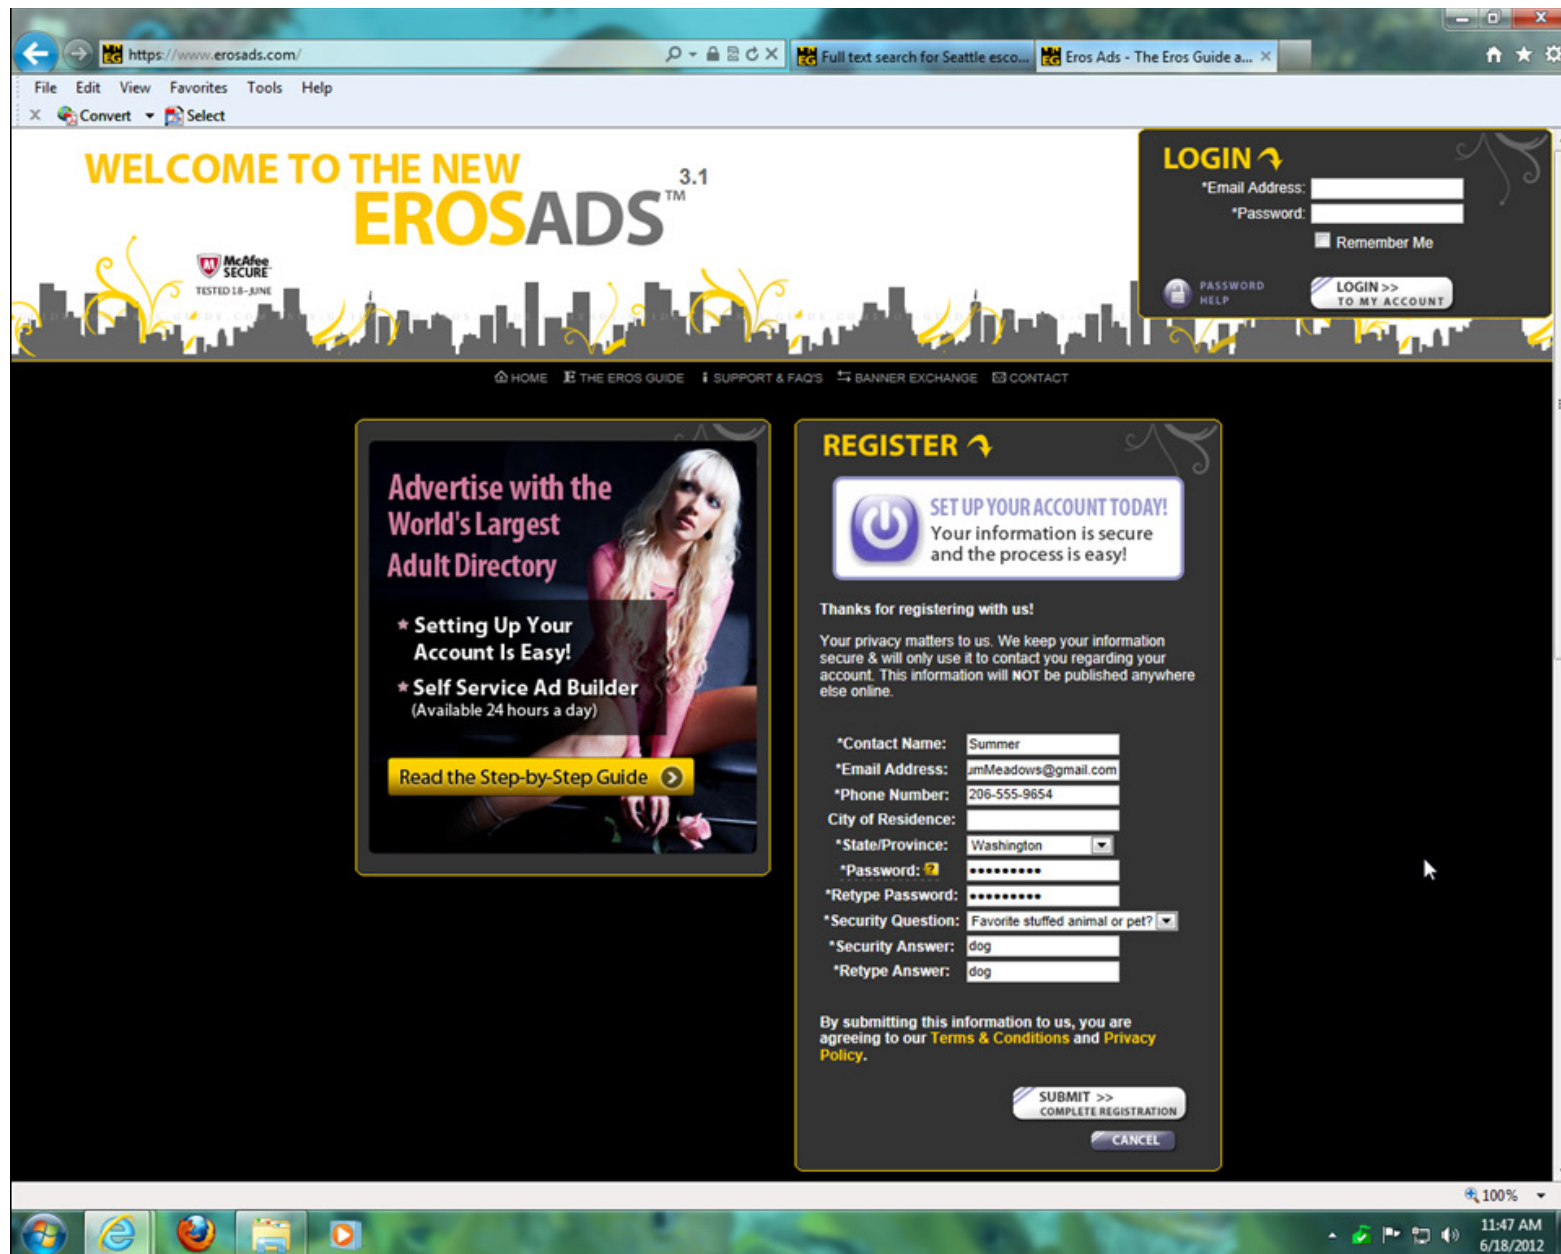 https://www.erosads.com/
Full text search for Seattle esco...
Eros Ads - The Eros Guide a...
File Edit View Favorites Tools Help
Convert Select
WELCOME TO THE NEW
EROSADS™ 3.1
McAfee
SECURE
TESTED 18-JUNE
LOGIN
*Email Address:
*Password:
Remember Me
PASSWORD
HELP
LOGIN >>
TO MY ACCOUNT
HOME E THE EROS GUIDE SUPPORT & FAQ'S BANNER EXCHANGE CONTACT
Advertise with the
World's Largest
Adult Directory
* Setting Up Your
Account Is Easy!
* Self Service Ad Builder
(Available 24 hours a day)
Read the Step-by-Step Guide
REGISTER
SET UP YOUR ACCOUNT TODAY!
Your information is secure
and the process is easy!
Thanks for registering with us!
Your privacy matters to us. We keep your information
secure & will only use it to contact you regarding your
account. This information will NOT be published anywhere
else online.
*Contact Name: Summer
*Email Address: umMeadows@gmail.com
*Phone Number: 206-555-9654
City of Residence:
*State/Province: Washington
*Password: ? •••••••••
*Retype Password: •••••••••
*Security Question: Favorite stuffed animal or pet?
*Security Answer: dog
*Retype Answer: dog
By submitting this information to us, you are
agreeing to our Terms & Conditions and Privacy
Policy.
SUBMIT >>
COMPLETE REGISTRATION
CANCEL
100%
11:47 AM
6/18/2012